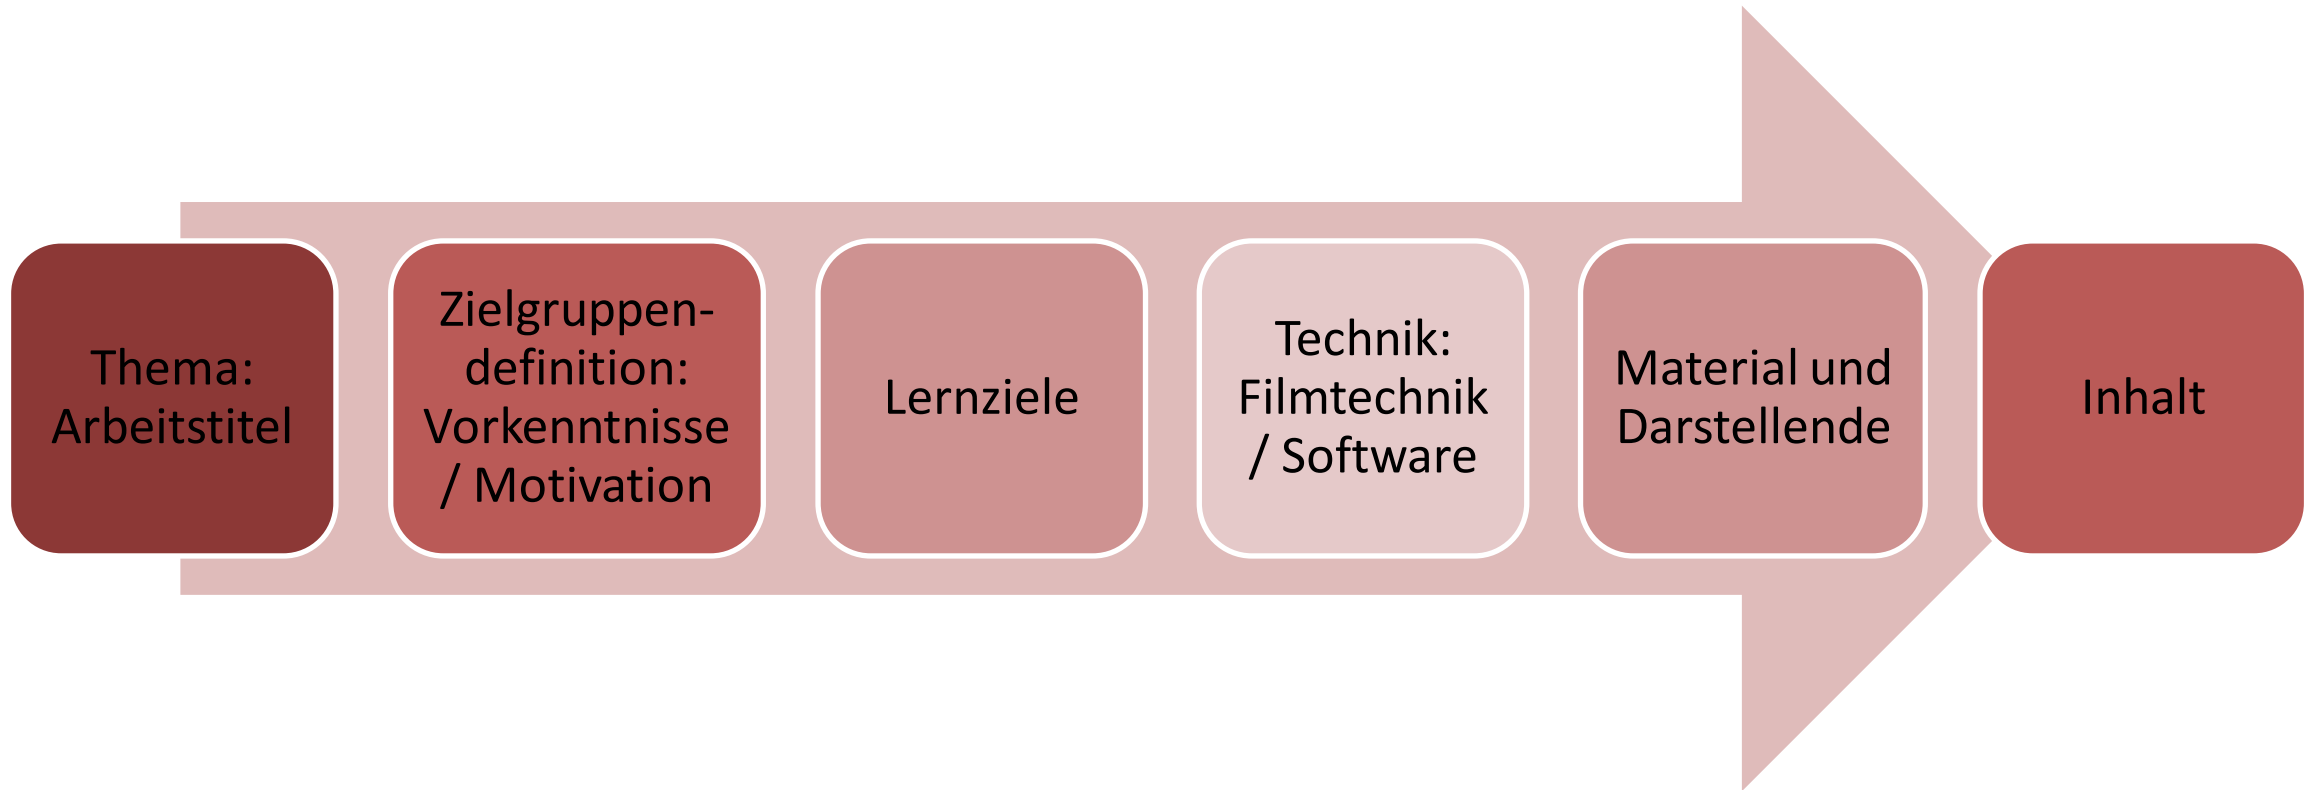 Thema:
Arbeitstitel
Zielgruppen-
definition:
Vorkenntnisse
/ Motivation
Lernziele
Technik:
Filmtechnik
/ Software
Material und
Darstellende
Inhalt